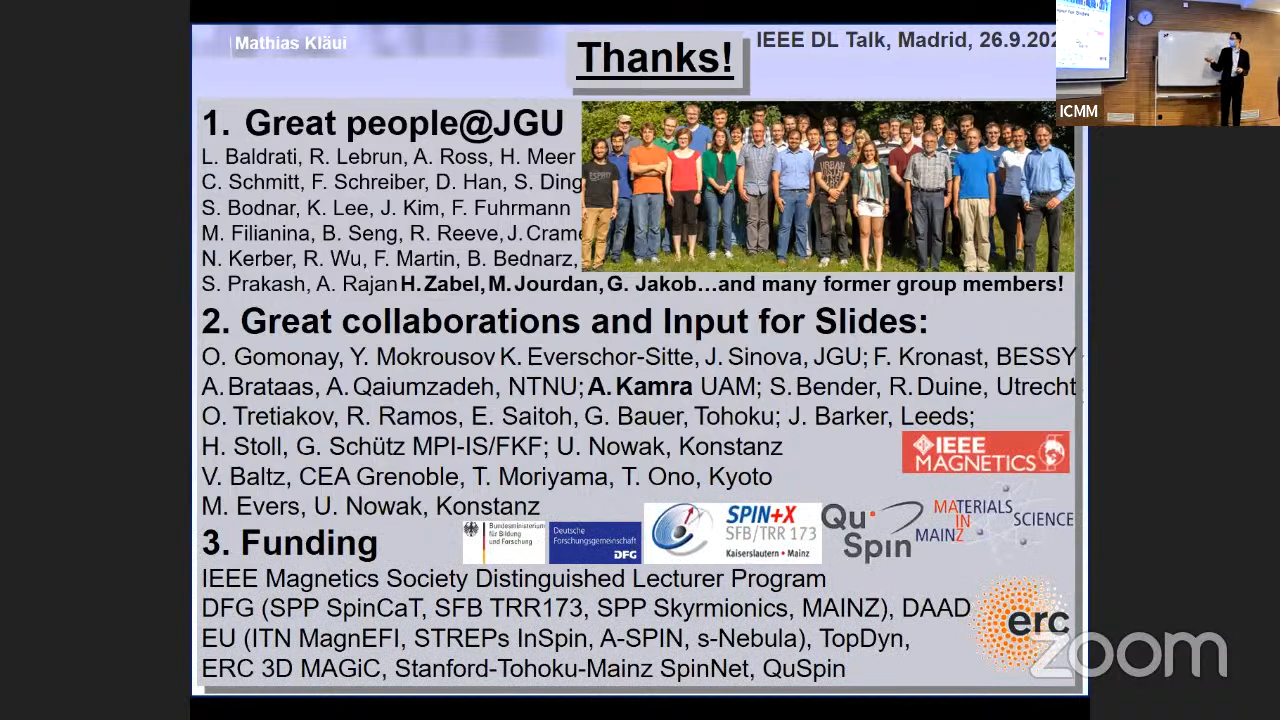 Mathias Kläui
IEEE DL Talk, Madrid, 26.9.202
Thanks!
ICMM
1. Great people@JGU
L. Baldrati, R. Lebrun, A. Ross, H. Meer
C. Schmitt, F. Schreiber, D. Han, S. Ding
S. Bodnar, K. Lee, J. Kim, F. Fuhrmann
M. Filianina, B. Seng, R. Reeve, J. Crame
N. Kerber, R. Wu, F. Martin, B. Bednarz,
S. Prakash, A. Rajan H. Zabel, M. Jourdan, G. Jakob…and many former group members!
2. Great collaborations and Input for Slides:
O. Gomonay, Y. Mokrousov K. Everschor-Sitte, J. Sinova, JGU; F. Kronast, BESSY
A. Brataas, A. Qaiumzadeh, NTNU; A. Kamra UAM; S. Bender, R. Duine, Utrecht
O. Tretiakov, R. Ramos, E. Saitoh, G. Bauer, Tohoku; J. Barker, Leeds;
H. Stoll, G. Schütz MPI-IS/FKF; U. Nowak, Konstanz
IEEE
MAGNETICS
V. Baltz, CEA Grenoble, T. Moriyama, T. Ono, Kyoto
M. Evers, U. Nowak, Konstanz
3. Funding
Bundesministerium
für Bildung
und Forschung
Deutsche
Forschungsgemeinschaft
DFG
SPIN+X
SFB/TRR 173
Kaiserslautern • Mainz
Qu
Spin
MATERIALS
IN
MAINZ
SCIENCE
IEEE Magnetics Society Distinguished Lecturer Program
DFG (SPP SpinCaT, SFB TRR173, SPP Skyrmionics, MAINZ), DAAD
EU (ITN MagnEFI, STREPs InSpin, A-SPIN, s-Nebula), TopDyn,
ERC 3D MAGiC, Stanford-Tohoku-Mainz SpinNet, QuSpin
erc
zoom